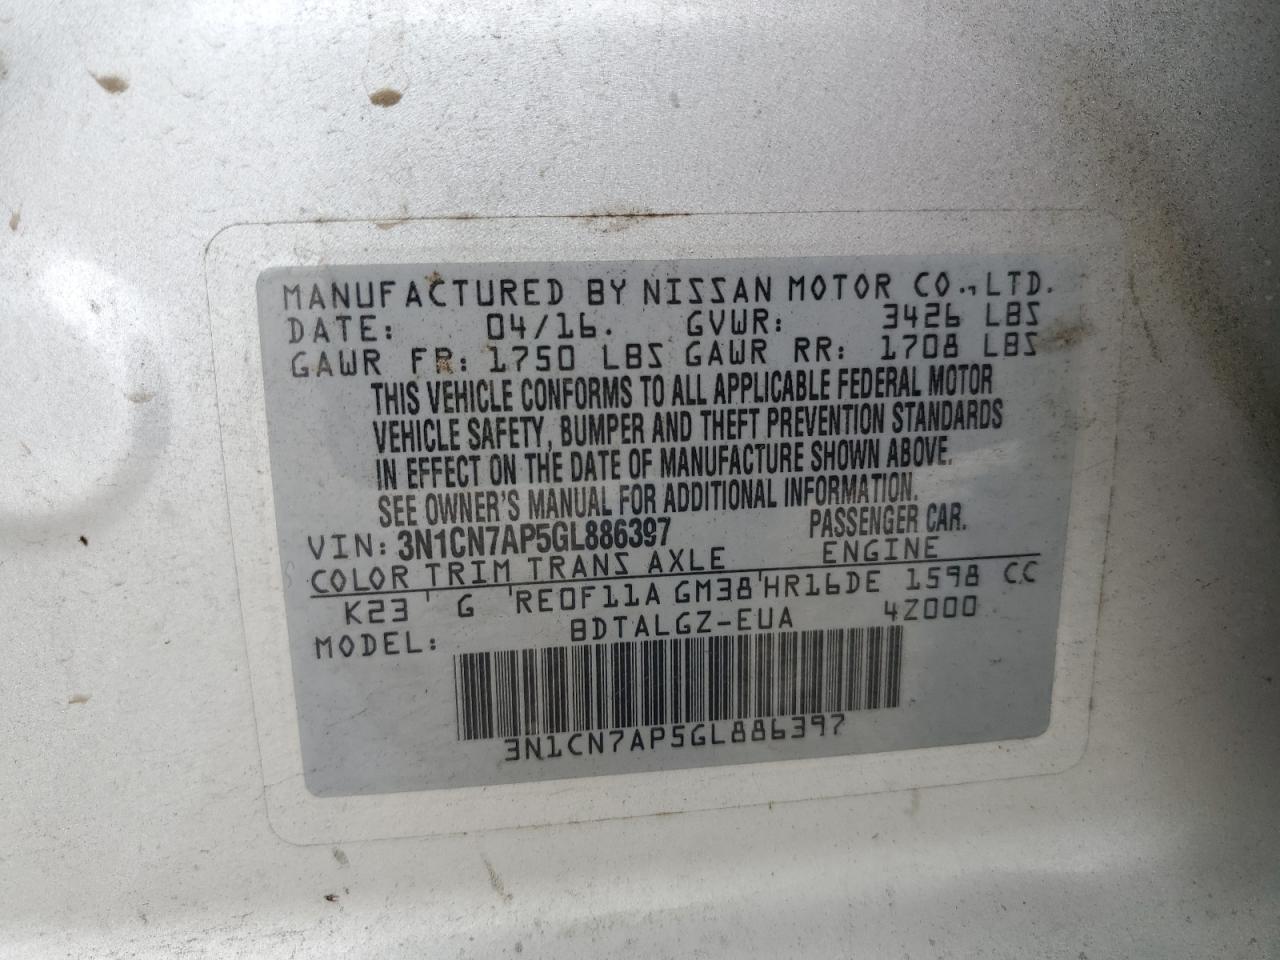 MANUFACTURED BY NISSAN MOTOR CO., LTD.
DATE: 04/16. GVWR: 3426 LBS
GAWR FR: 1750 LBS GAWR RR: 1708 LBS
THIS VEHICLE CONFORMS TO ALL APPLICABLE FEDERAL MOTOR
VEHICLE SAFETY, BUMPER AND THEFT PREVENTION STANDARDS
IN EFFECT ON THE DATE OF MANUFACTURE SHOWN ABOVE.
SEE OWNER'S MANUAL FOR ADDITIONAL INFORMATION.
VIN: 3N1CN7AP5GL886397 PASSENGER CAR.
COLOR TRIM TRANS AXLE ENGINE
K23 ' G ' RE0F11A GM38 ' HR16DE 1598 CC
MODEL: BDTALGZ-EUA 4Z000
3N1CN7AP5GL886397